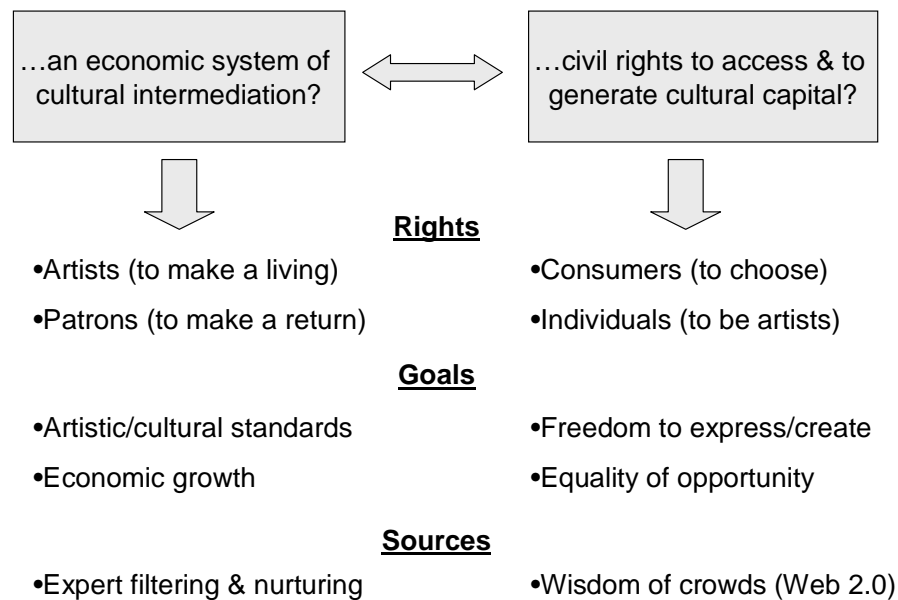 …an economic system of
cultural intermediation?
…civil rights to access & to
generate cultural capital?
Rights
•Artists (to make a living)
•Consumers (to choose)
•Patrons (to make a return)
•Individuals (to be artists)
Goals
•Artistic/cultural standards
•Freedom to express/create
•Economic growth
•Equality of opportunity
Sources
•Expert filtering & nurturing
•Wisdom of crowds (Web 2.0)